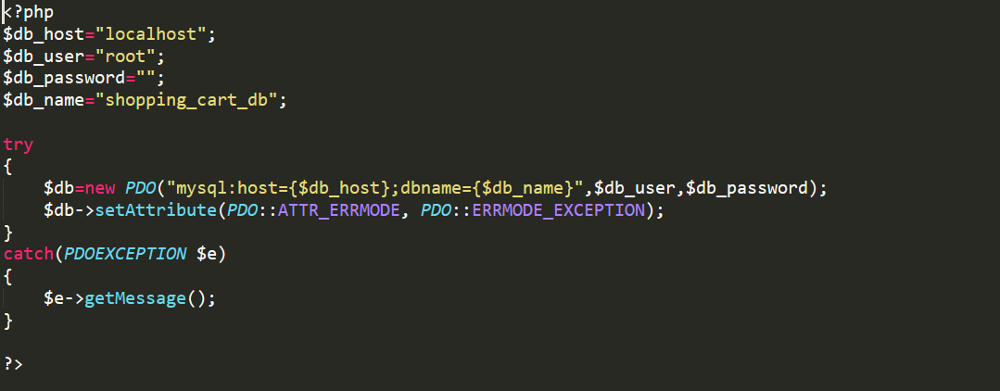 <?php
$db_host="localhost";
$db_user="root";
$db_password="";
$db_name="shopping_cart_db";
try
{
$db=new PDO("mysql:host={$db_host};dbname={$db_name}",$db_user,$db_password);
$db->setAttribute(PDO::ATTR_ERRMODE, PDO::ERRMODE_EXCEPTION);
}
catch(PDOEXCEPTION $e)
{
$e->getMessage();
}
?>